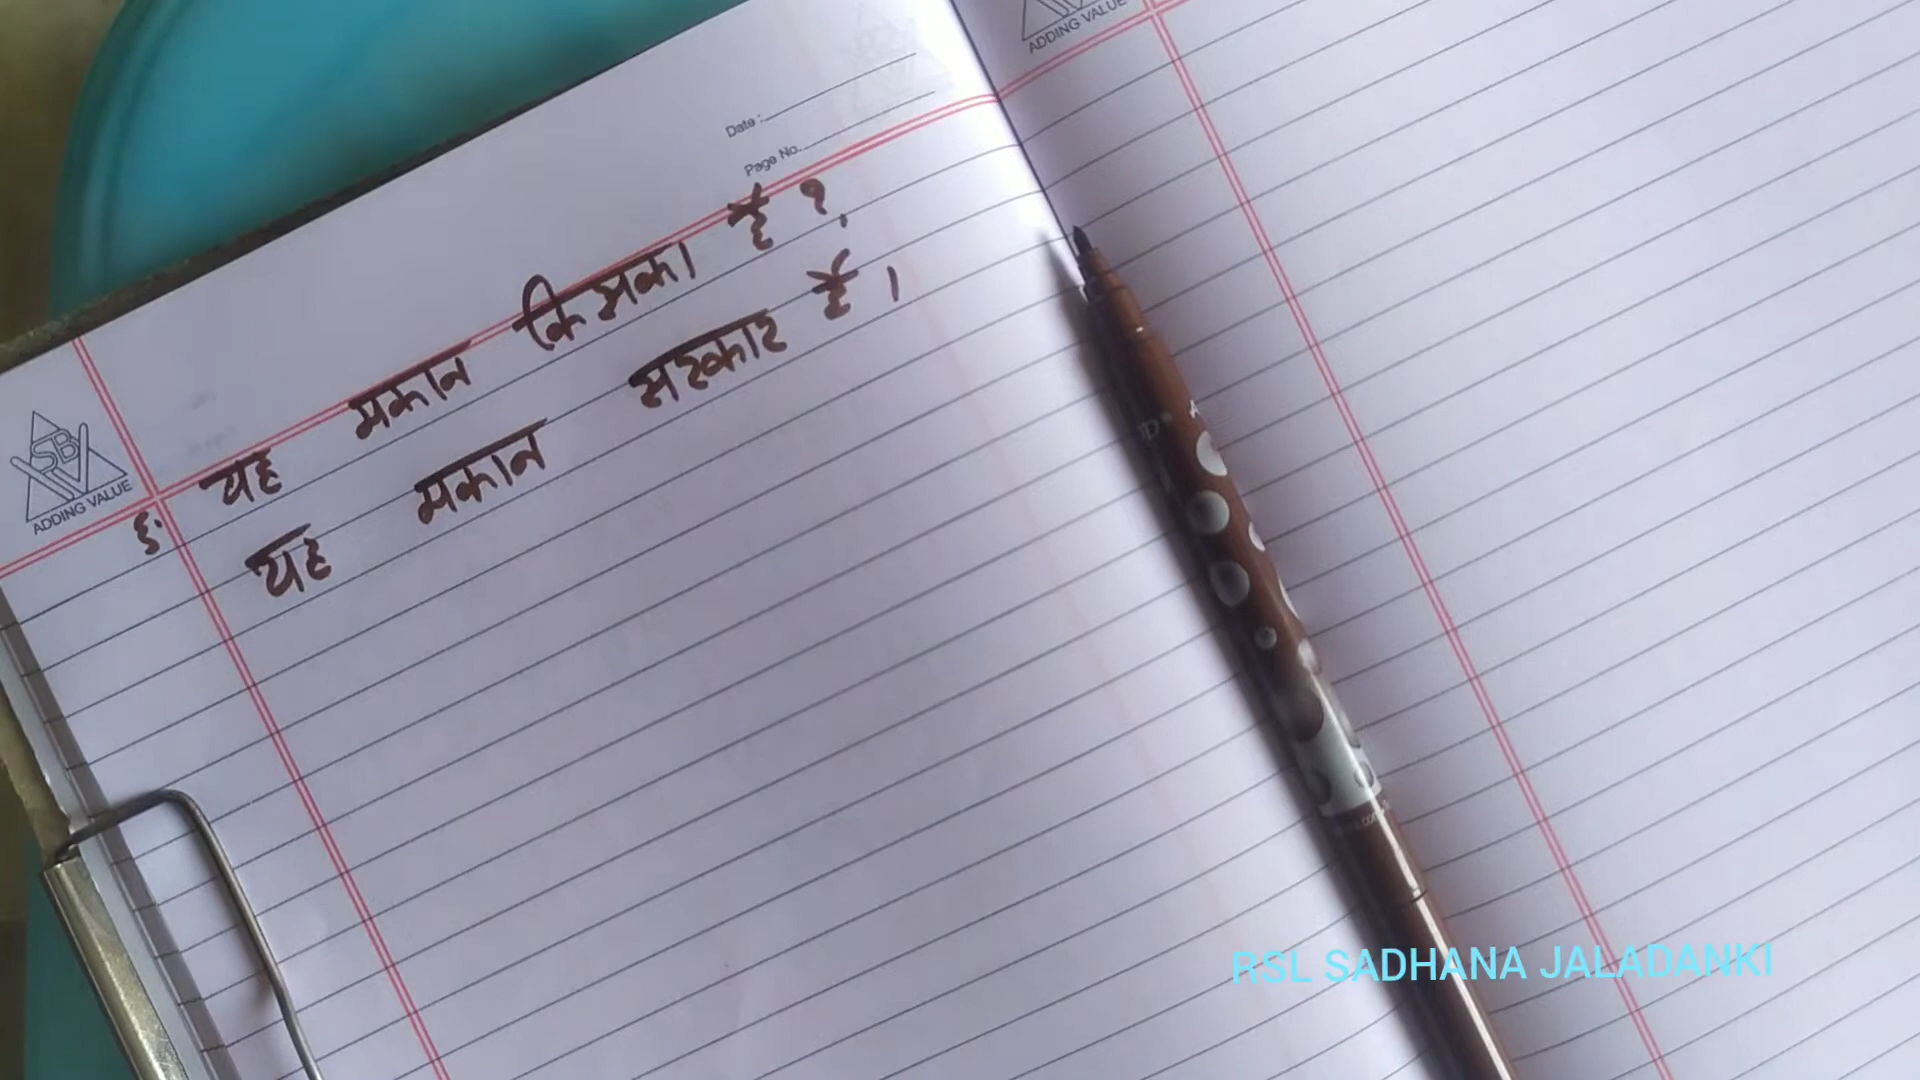 ADDING VALUE
Date :
Page No.
SBV
ADDING VALUE
१. यह मकान किसका है ?
यह मकान सरकार है ।
RSL SADHANA JALADANKI